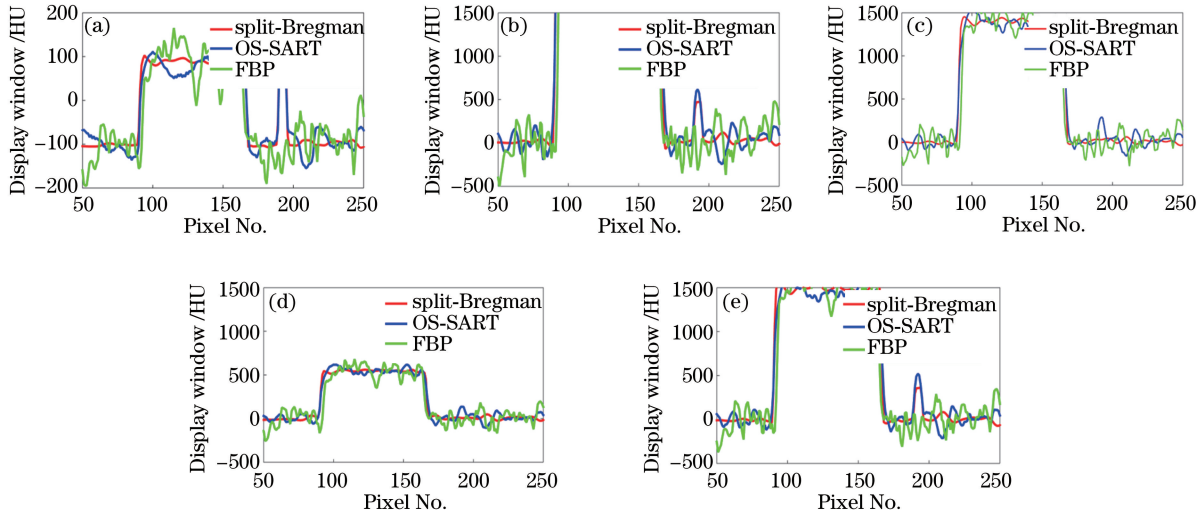 (a)
split-Bregman
OS-SART
FBP
200
100
0
−100
−200
50 100 150 200 250
Display window /HU
Pixel No.
(b)
split-Bregman
OS-SART
FBP
1500
1000
500
0
−500
50 100 150 200 250
Display window /HU
Pixel No.
(c)
split-Bregman
OS-SART
FBP
1500
1000
500
0
−500
50 100 150 200 250
Display window /HU
Pixel No.
(d)
split-Bregman
OS-SART
FBP
1500
1000
500
0
−500
50 100 150 200 250
Display window /HU
Pixel No.
(e)
split-Bregman
OS-SART
FBP
1500
1000
500
0
−500
50 100 150 200 250
Display window /HU
Pixel No.